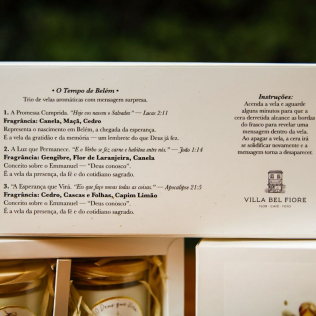 • O Tempo de Belém •
Trio de velas aromáticas com mensagem surpresa.
1. A Promessa Cumprida. "Hoje vos nasceu o Salvador." — Lucas 2:11
Fragrância: Canela, Maçã, Cedro
Representa o nascimento em Belém, a chegada da esperança.
É a vela da gratidão e da memória — um lembrete do que Deus já fez.
2. A Luz que Permanece. "E o Verbo se fez carne e habitou entre nós." — João 1:14
Fragrância: Gengibre, Flor de Laranjeira, Canela
Conceito sobre o Emmanuel — "Deus conosco".
É a vela da presença, da fé e do cotidiano sagrado.
3. "A Esperança que Virá. "Eis que faço novas todas as coisas." — Apocalipse 21:5
Fragrância: Cedro, Cascas e Folhas, Capim Limão
Conceito sobre o Emmanuel — "Deus conosco".
É a vela da presença, da fé e do cotidiano sagrado.
Instruções:
Acenda a vela e aguarde
alguns minutos para que a
cera derretida alcance as bordas
do frasco para revelar uma
mensagem dentro da vela.
Ao apagar a vela, a cera irá
se solidificar novamente e a
mensagem torna a desaparecer.
VILLA BEL FIORE